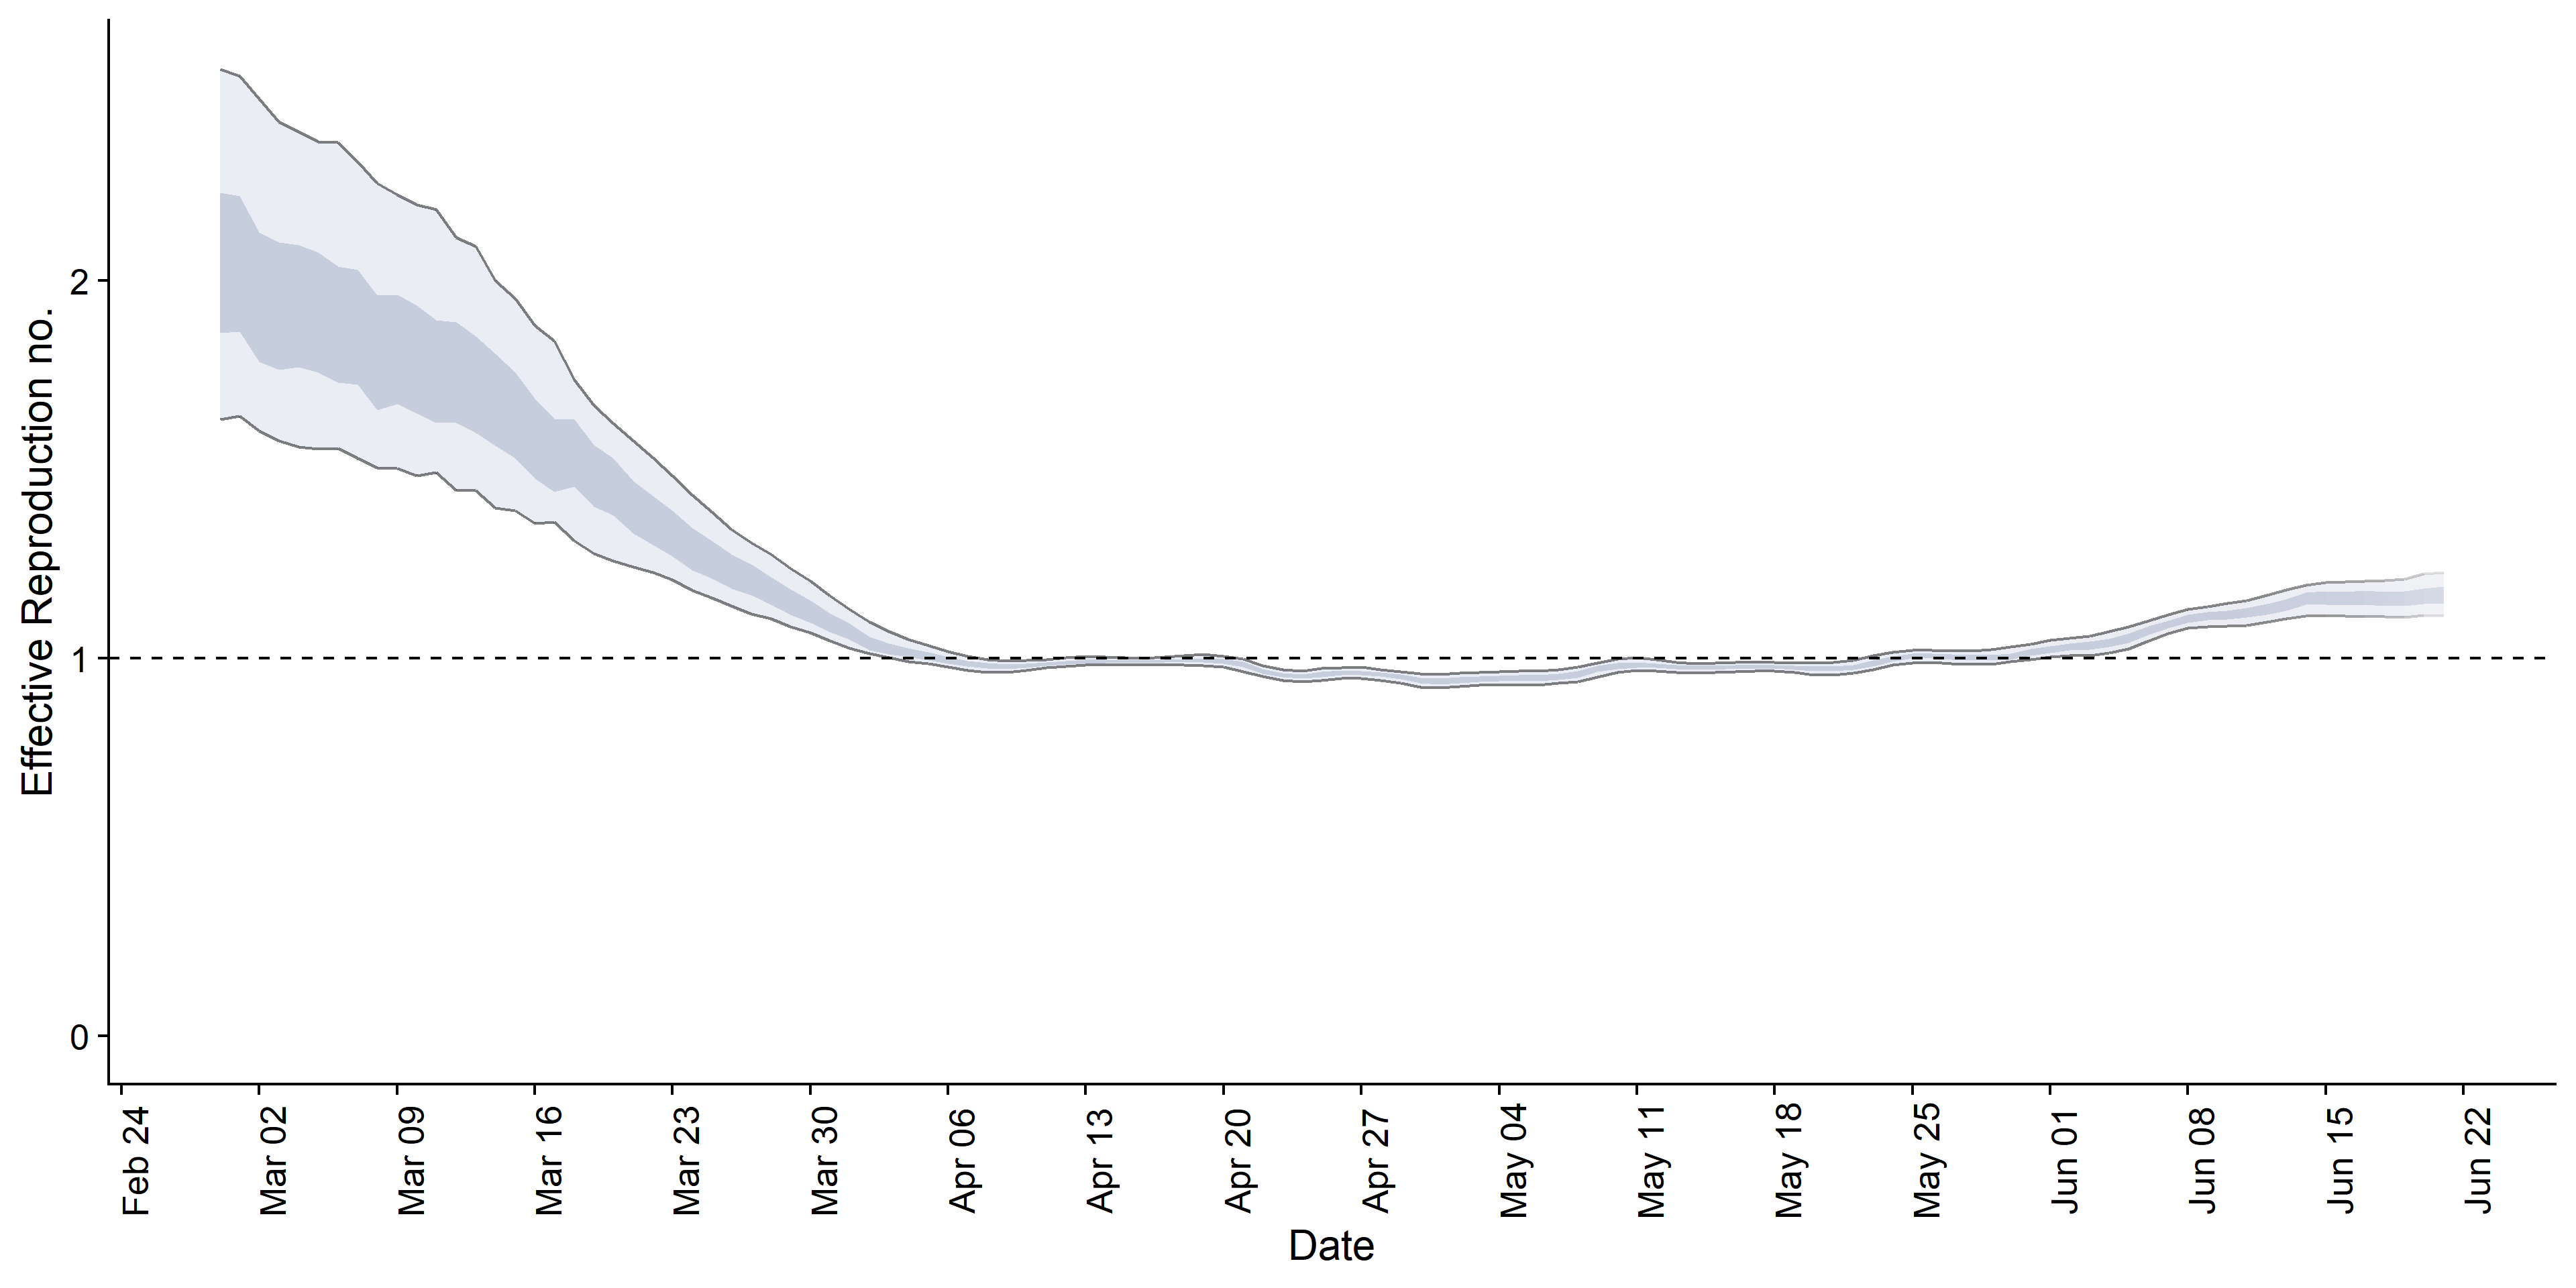 Effective Reproduction no.
2
1
0
Feb 24
Mar 02
Mar 09
Mar 16
Mar 23
Mar 30
Apr 06
Apr 13
Apr 20
Apr 27
May 04
May 11
May 18
May 25
Jun 01
Jun 08
Jun 15
Jun 22
Date